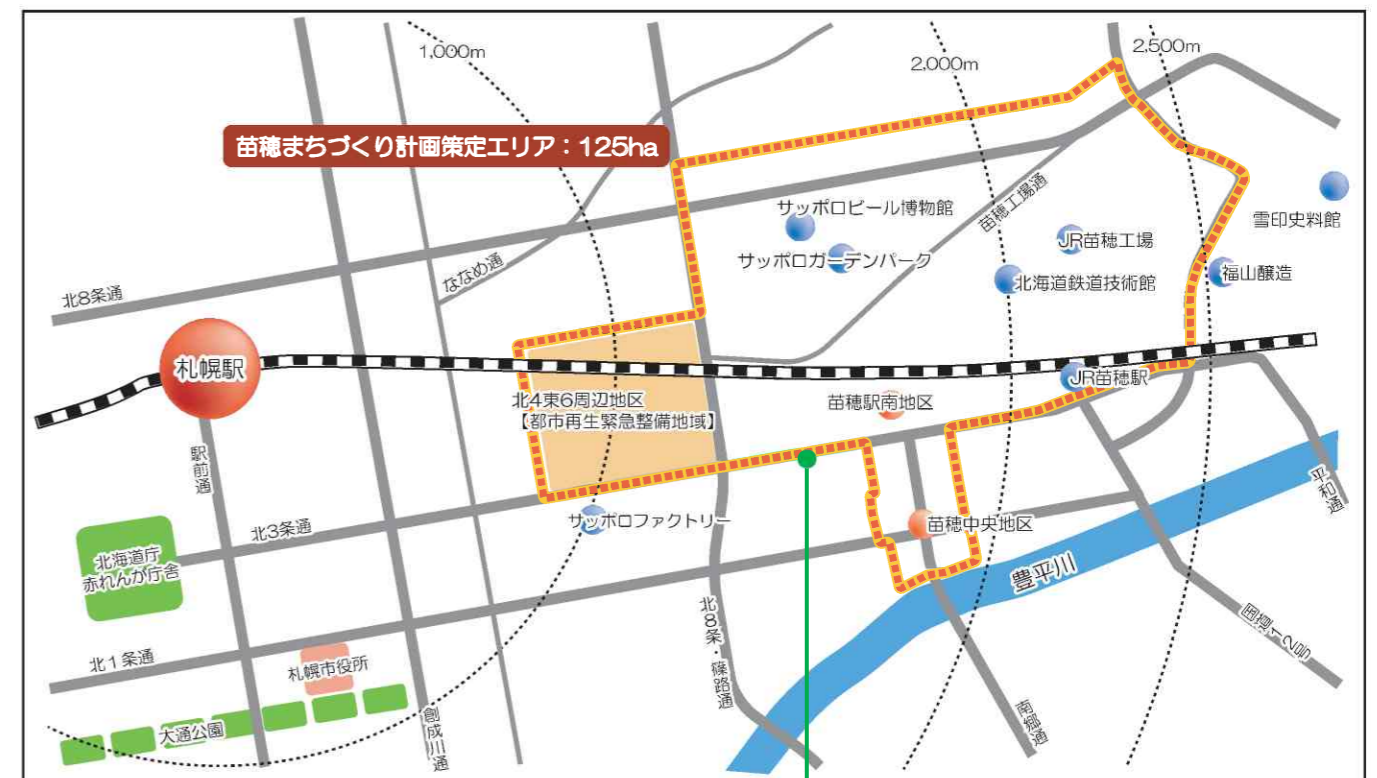 1,000m
2,000m
2,500m
苗穂まちづくり計画策定エリア：125ha
サッポロビール博物館
苗穂工場通
雪印史料館
JR苗穂工場
サッポロガーデンパーク
北海道鉄道技術館
福山醸造
ななめ通
北8条通
札幌駅
JR苗穂駅
北4東6周辺地区
【都市再生緊急整備地域】
苗穂駅南地区
駅前通
平和通
サッポロファクトリー
苗穂中央地区
北3条通
北海道庁
赤れんが庁舎
豊平川
北8条・篠路通
国道12号
北1条通
札幌市役所
大通公園
創成川通
南郷通